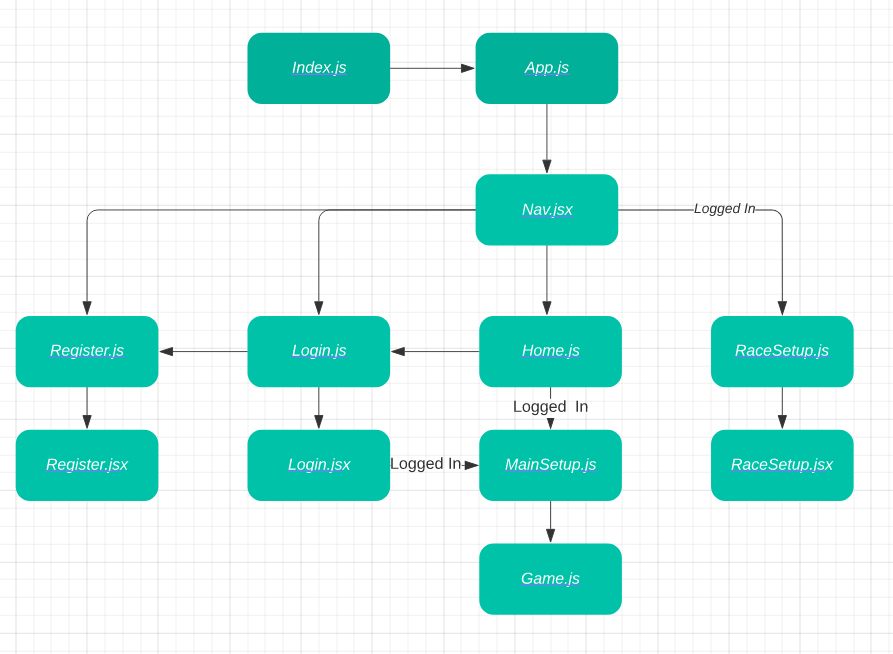 Index.js
App.js
Nav.jsx
Logged In
Register.js
Login.js
Home.js
RaceSetup.js
Logged In
Register.jsx
Login.jsx
Logged In
MainSetup.js
RaceSetup.jsx
Game.js